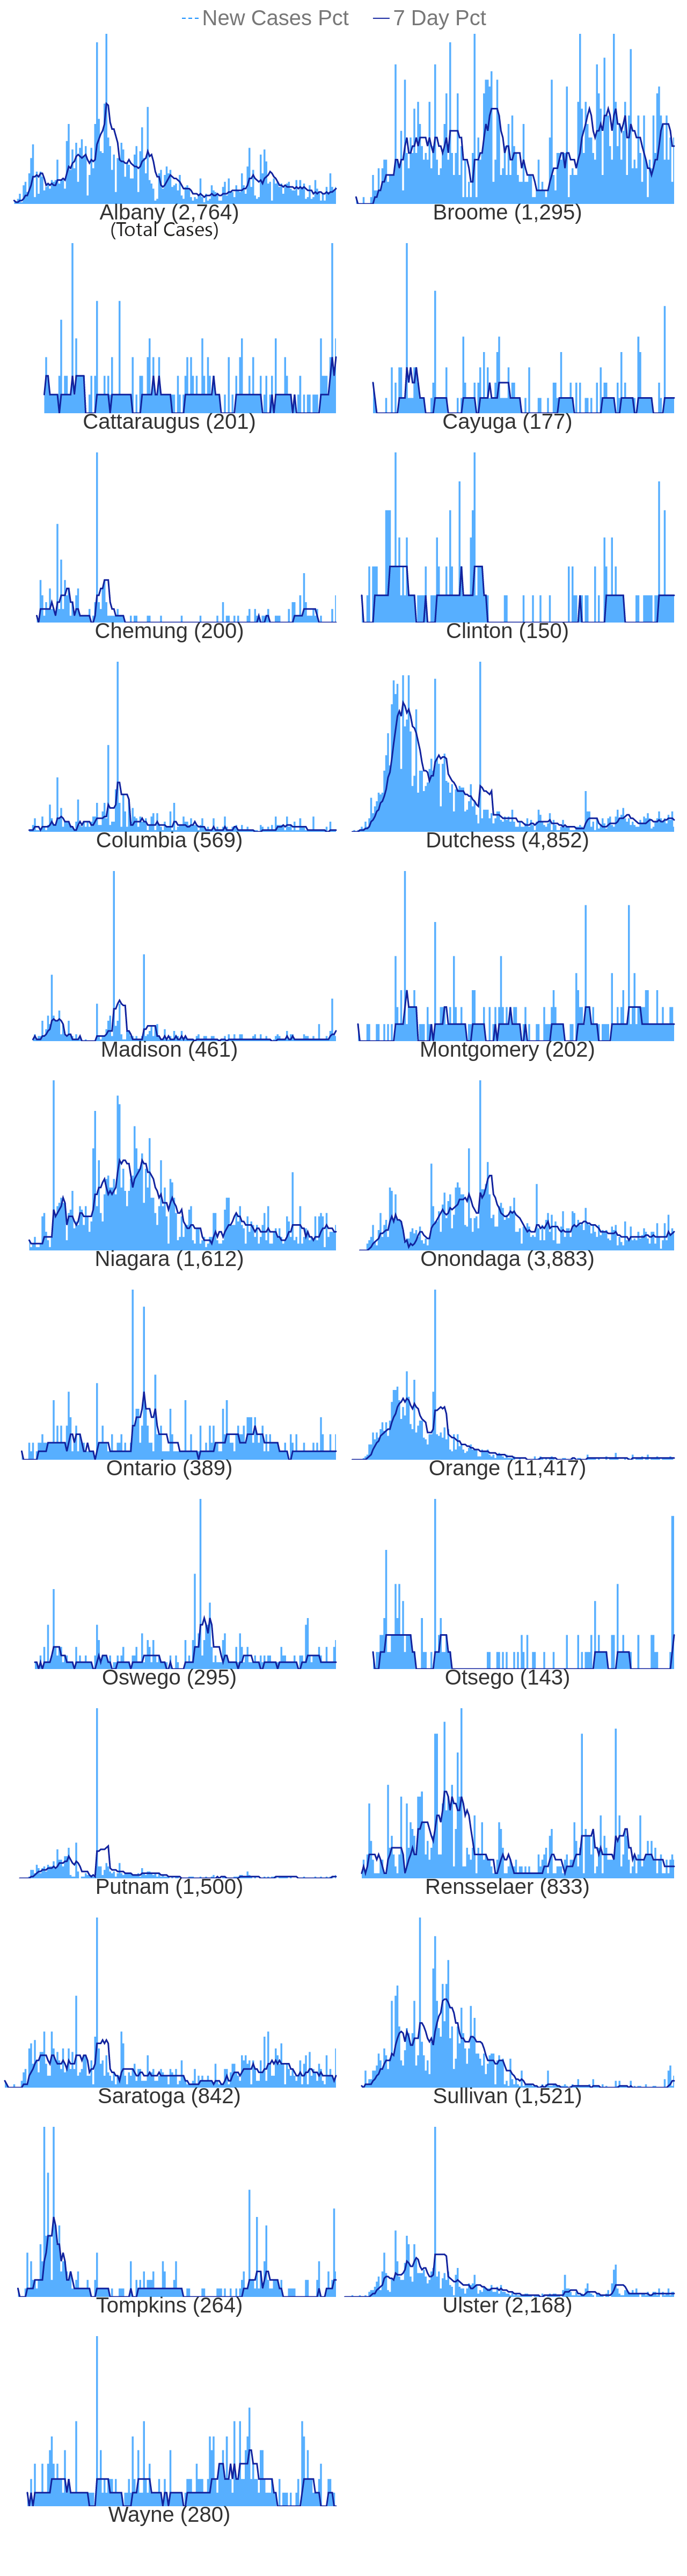 New Cases Pct 7 Day Pct
Albany (2,764) Broome (1,295)
(Total Cases)
Cattaraugus (201) Cayuga (177)
Chemung (200) Clinton (150)
Columbia (569) Dutchess (4,852)
Madison (461) Montgomery (202)
Niagara (1,612) Onondaga (3,883)
Ontario (389) Orange (11,417)
Oswego (295) Otsego (143)
Putnam (1,500) Rensselaer (833)
Saratoga (842) Sullivan (1,521)
Tompkins (264) Ulster (2,168)
Wayne (280)